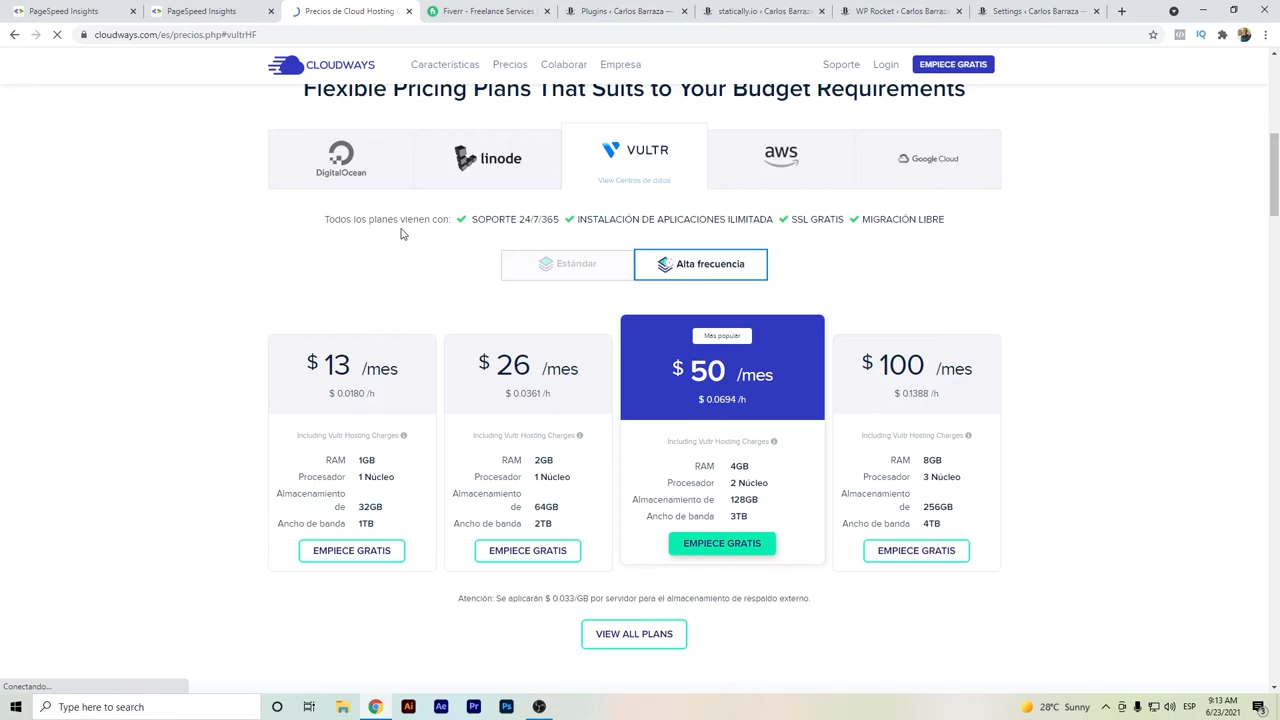 PageSpeed Insights
PageSpeed Insights
Precios de Cloud Hosting
Fiverr - Freelance Services
Plugins ‹ Carlos Barraza —
statically.io ‹ Carlos Barraza
WP Rocket ‹ Carlos Barraza —
Settings ‹ Carlos Barraza —
cloudways.com/es/precios.php#vultrHF
IQ
CLOUDWAYS
Características
Precios
Colaborar
Empresa
Soporte
Login
EMPIECE GRATIS
Flexible Pricing Plans That Suits to Your Budget Requirements
DigitalOcean
linode
VULTR
View Centros de datos
aws
Google Cloud
Todos los planes vienen con: SOPORTE 24/7/365 INSTALACIÓN DE APLICACIONES ILIMITADA SSL GRATIS MIGRACIÓN LIBRE
Estándar
Alta frecuencia
$ 13 /mes
$ 0.0180 /h
Including Vultr Hosting Charges
RAM 1GB
Procesador 1 Núcleo
Almacenamiento
de 32GB
Ancho de banda 1TB
EMPIECE GRATIS
$ 26 /mes
$ 0.0361 /h
Including Vultr Hosting Charges
RAM 2GB
Procesador 1 Núcleo
Almacenamiento
de 64GB
Ancho de banda 2TB
EMPIECE GRATIS
Más popular
$ 50 /mes
$ 0.0694 /h
Including Vultr Hosting Charges
RAM 4GB
Procesador 2 Núcleo
Almacenamiento de 128GB
Ancho de banda 3TB
EMPIECE GRATIS
$ 100 /mes
$ 0.1388 /h
Including Vultr Hosting Charges
RAM 8GB
Procesador 3 Núcleo
Almacenamiento
de 256GB
Ancho de banda 4TB
EMPIECE GRATIS
Atención: Se aplicarán $ 0.033/GB por servidor para el almacenamiento de respaldo externo.
VIEW ALL PLANS
Conectando...
Type here to search
Ai
Ae
Pr
Ps
28°C Sunny
ESP
9:13 AM
6/23/2021